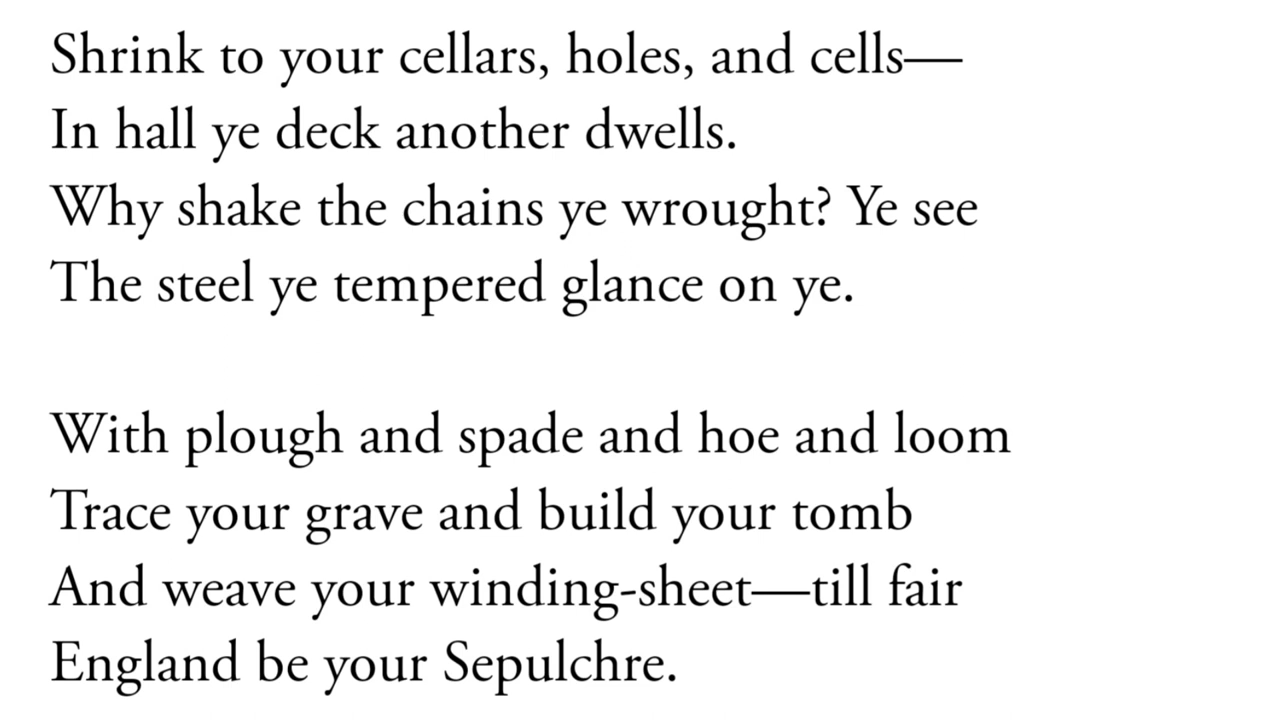 Shrink to your cellars, holes, and cells—
In hall ye deck another dwells.
Why shake the chains ye wrought? Ye see
The steel ye tempered glance on ye.
With plough and spade and hoe and loom
Trace your grave and build your tomb
And weave your winding-sheet—till fair
England be your Sepulchre.